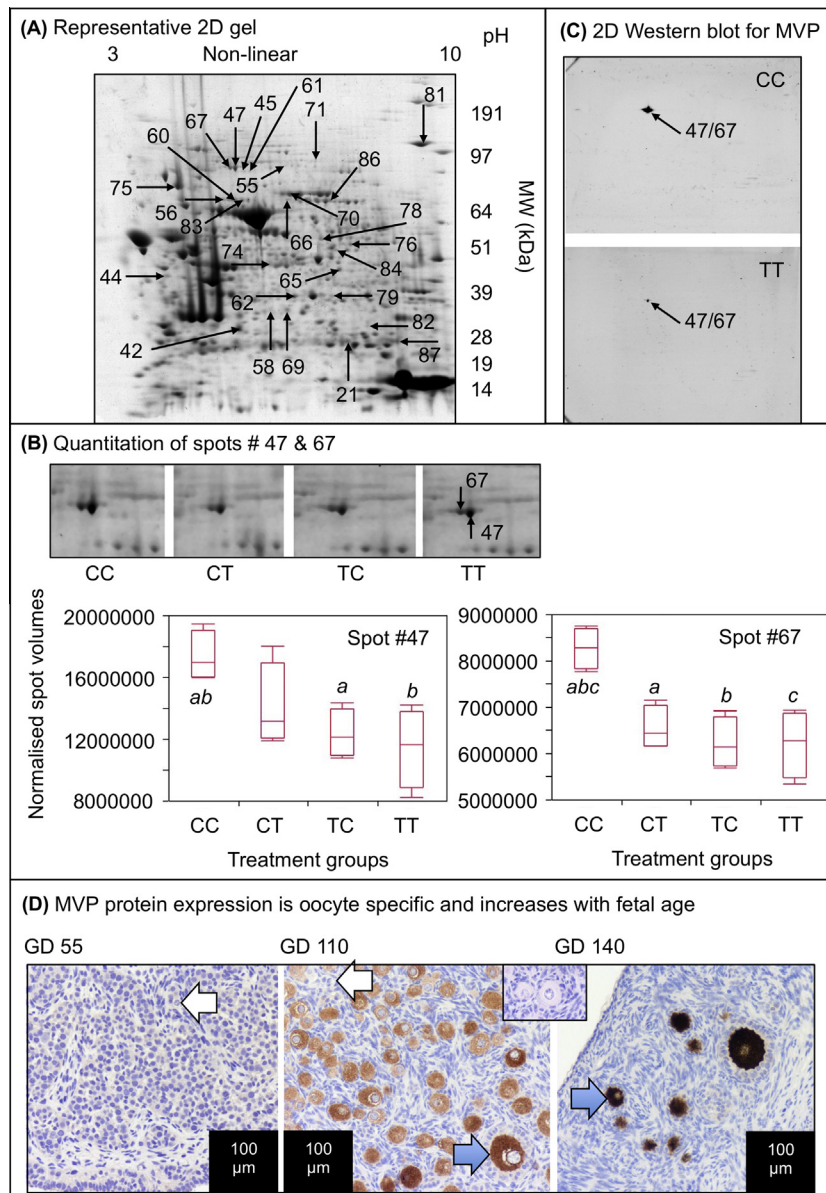 (A) Representative 2D gel
3 Non-linear 10 pH
61
67 47 45 71 81
60
191
86
97
75 55
56
83 70 78 64
66 76
74 51
44 65 84
62 79 39
82
42 28
58 69 87
21 19
14
MW (kDa)
(C) 2D Western blot for MVP
CC
47/67
TT
47/67
(B) Quantitation of spots # 47 & 67
67
47
CC CT TC TT
Normalised spot volumes
20000000
16000000
12000000
8000000
Spot #47
ab a b
CC CT TC TT
Treatment groups
9000000
8000000
7000000
6000000
5000000
Spot #67
abc a b c
CC CT TC TT
Treatment groups
(D) MVP protein expression is oocyte specific and increases with fetal age
GD 55 GD 110 GD 140
100 µm
100 µm
100 µm